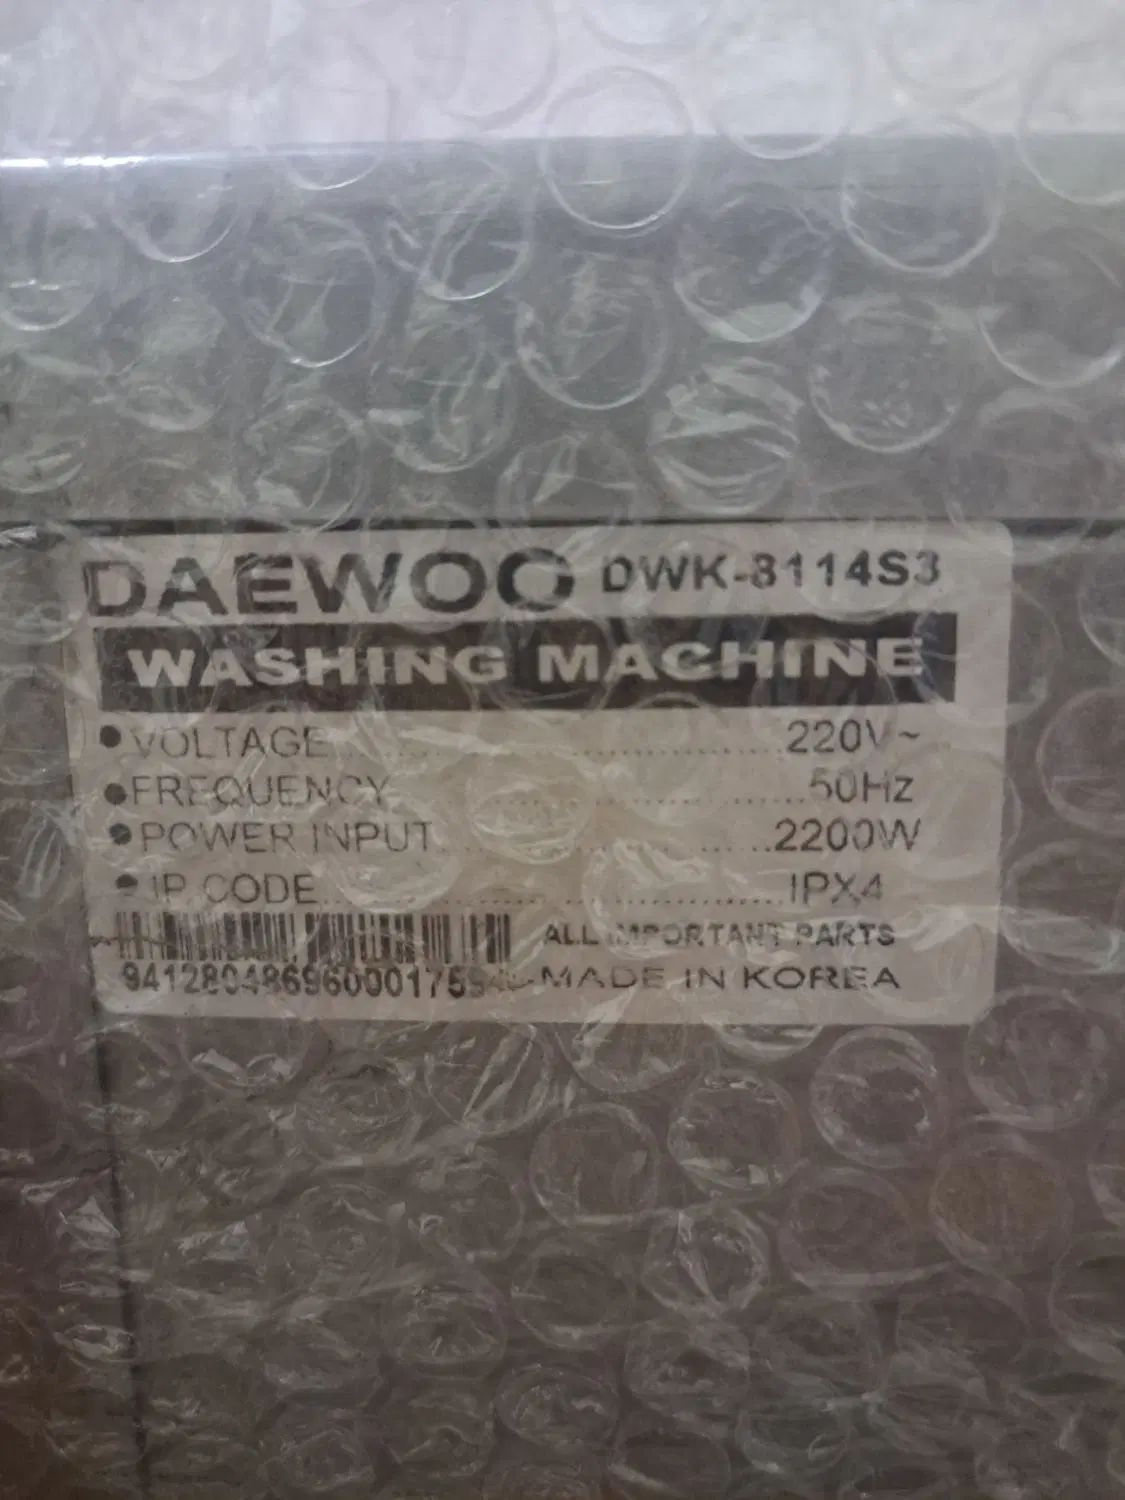 DAEWOO DWK-8114S3
WASHING MACHINE
• VOLTAGE 220V~
• FREQUENCY 50Hz
• POWER INPUT 2200W
• IP CODE IPX4
ALL IMPORTANT PARTS
MADE IN KOREA